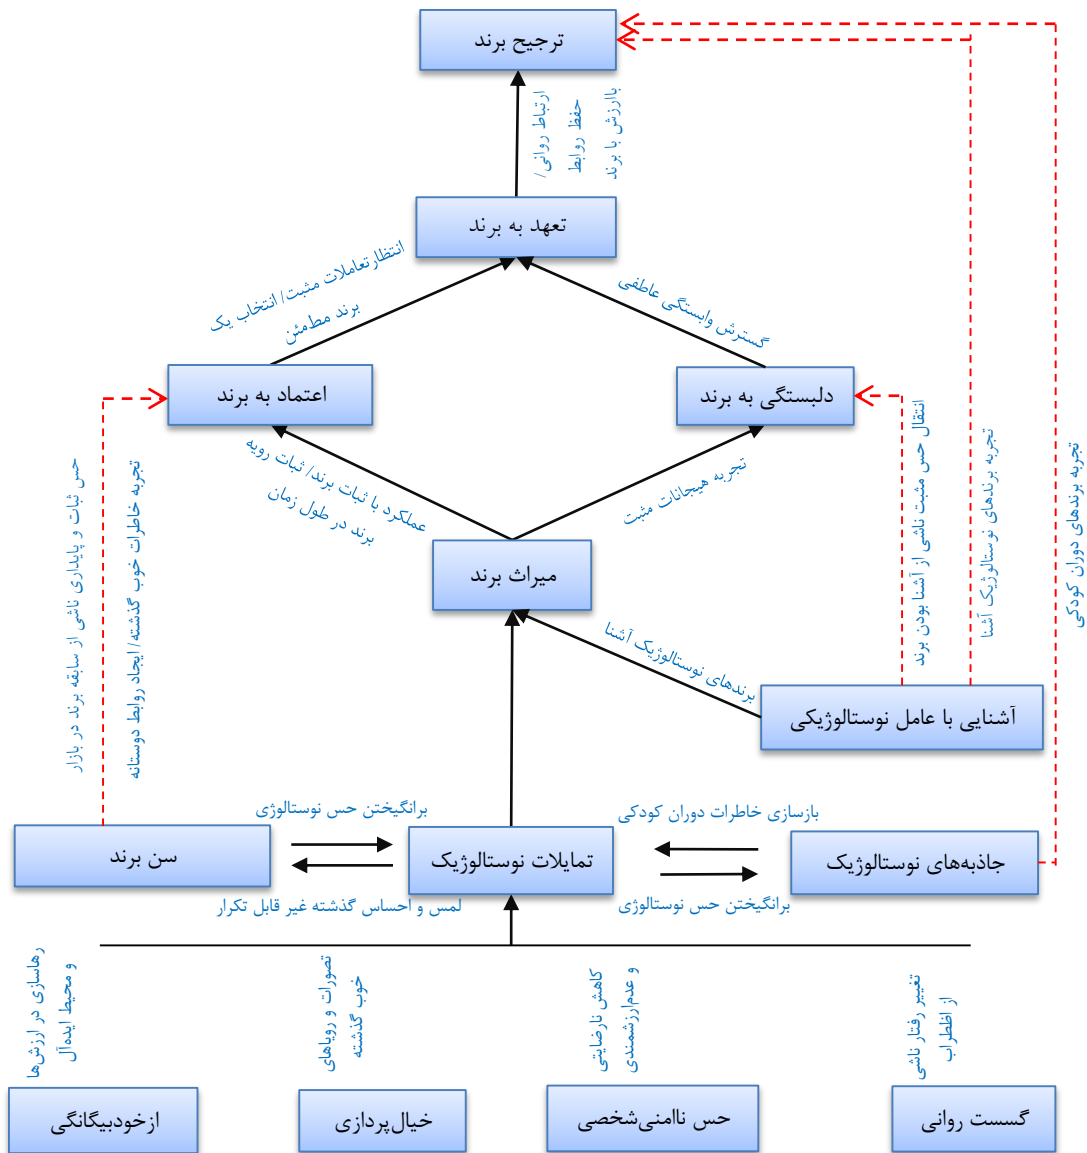 ترجیح برند
ارتباط روانی/
حفظ روابط
باارزش با برند
تعهد به برند
انتظارتعاملات مثبت/ انتخاب یک
برند مطمئن
گسترش وابستگی عاطفی
اعتماد به برند
دلبستگی به برند
عملکرد با ثبات برند/ ثبات رویه
برند در طول زمان
تجربه هیجانات مثبت
میراث برند
حس ثبات و پایداری ناشی از سابقه برند در بازار
تجربه خاطرات خوب گذشته/ ایجاد روابط دوستانه
انتقال حس مثبت ناشی از آشنا بودن برند
تجربه برندهای نوستالوژیک آشنا
تجربه برندهای دوران کودکی
برندهای نوستالوژیک آشنا
آشنایی با عامل نوستالوژیکی
برانگیختن حس نوستالوژی
بازسازی خاطرات دوران کودکی
سن برند
تمایلات نوستالوژیک
جاذبه‌های نوستالوژیک
لمس و احساس گذشته غیر قابل تکرار
برانگیختن حس نوستالوژی
رهاسازی در ارزش‌ها
و محیط ایده‌آل
تصورات و رویاهای
خوب گذشته
کاهش نارضایتی
و عدم‌ارزشمندی
تغییر رفتار ناشی
از اظطراب
ازخودبیگانگی
خیال‌پردازی
حس ناامنی‌شخصی
گسست روانی